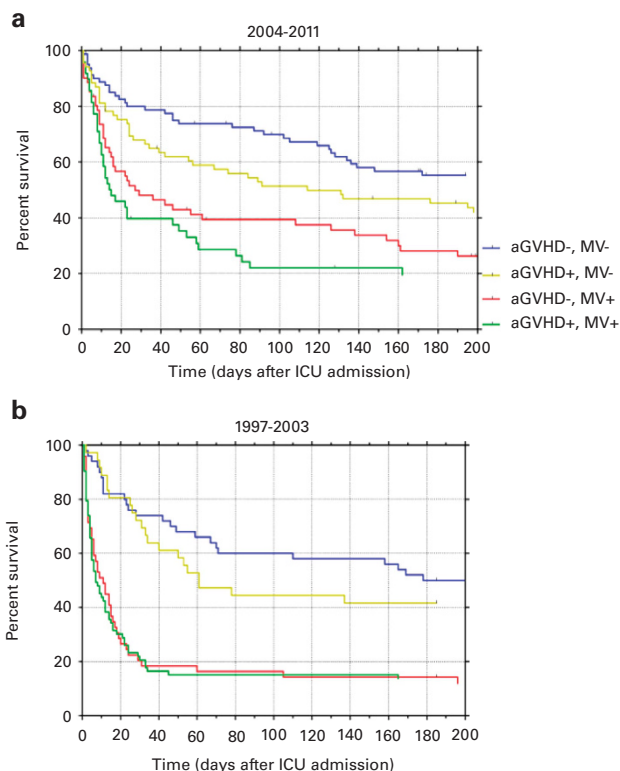 a
2004-2011
100
80
60
40
20
0
Percent survival
0 20 40 60 80 100 120 140 160 180 200
Time (days after ICU admission)
aGVHD-, MV-
aGVHD+, MV-
aGVHD-, MV+
aGVHD+, MV+
b
1997-2003
100
80
60
40
20
0
Percent survival
0 20 40 60 80 100 120 140 160 180 200
Time (days after ICU admission)